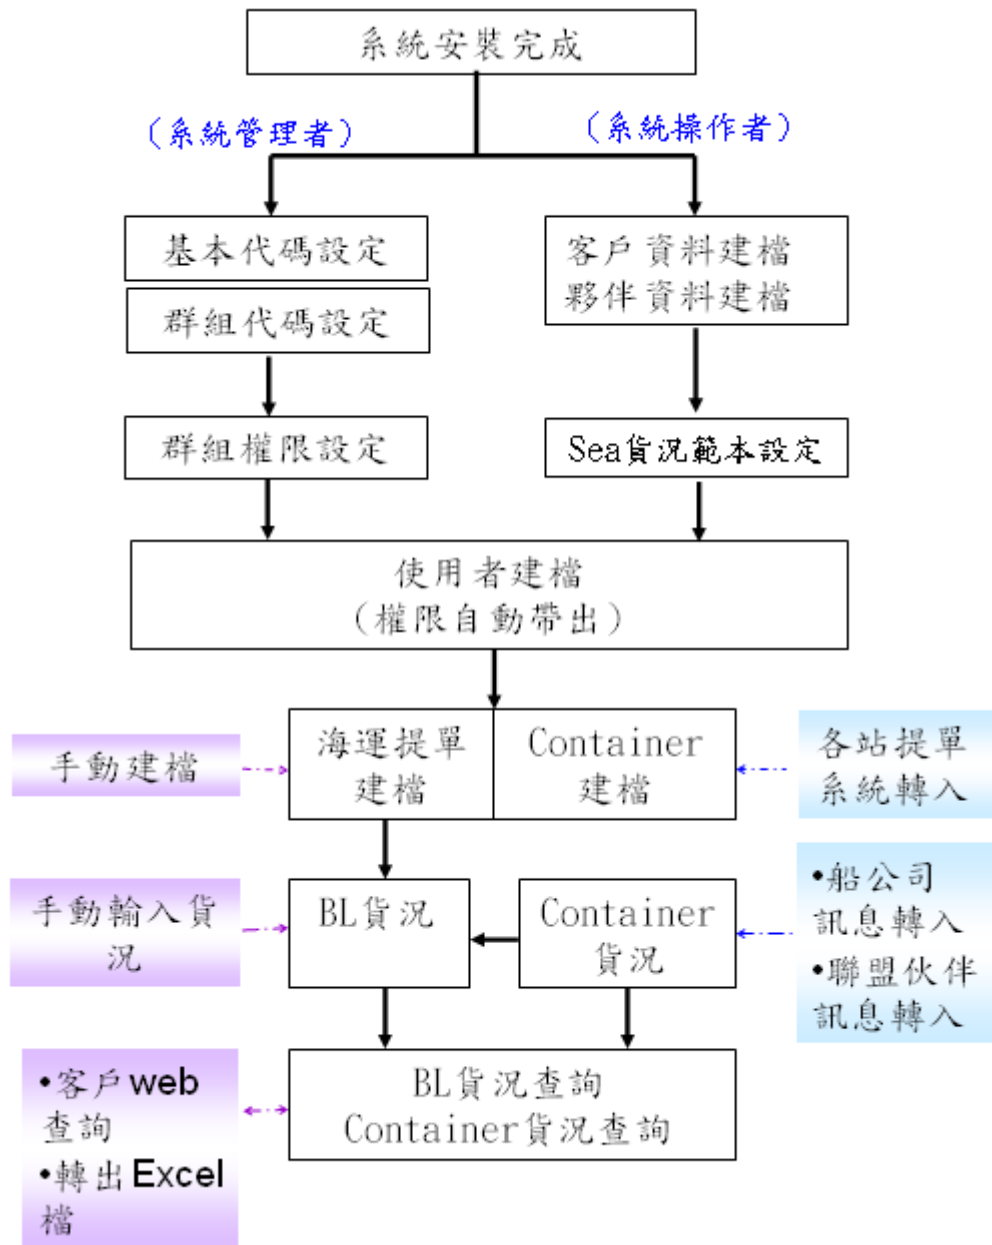 系統安裝完成
（系統管理者）
（系統操作者）
基本代碼設定
群組代碼設定
客戶資料建檔
夥伴資料建檔
群組權限設定
Sea貨況範本設定
使用者建檔
（權限自動帶出）
手動建檔
海運提單
建檔
Container
建檔
各站提單
系統轉入
手動輸入貨
況
BL貨況
Container
貨況
•船公司
訊息轉入
•聯盟伙伴
訊息轉入
•客戶web
查詢
•轉出Excel
檔
BL貨況查詢
Container貨況查詢